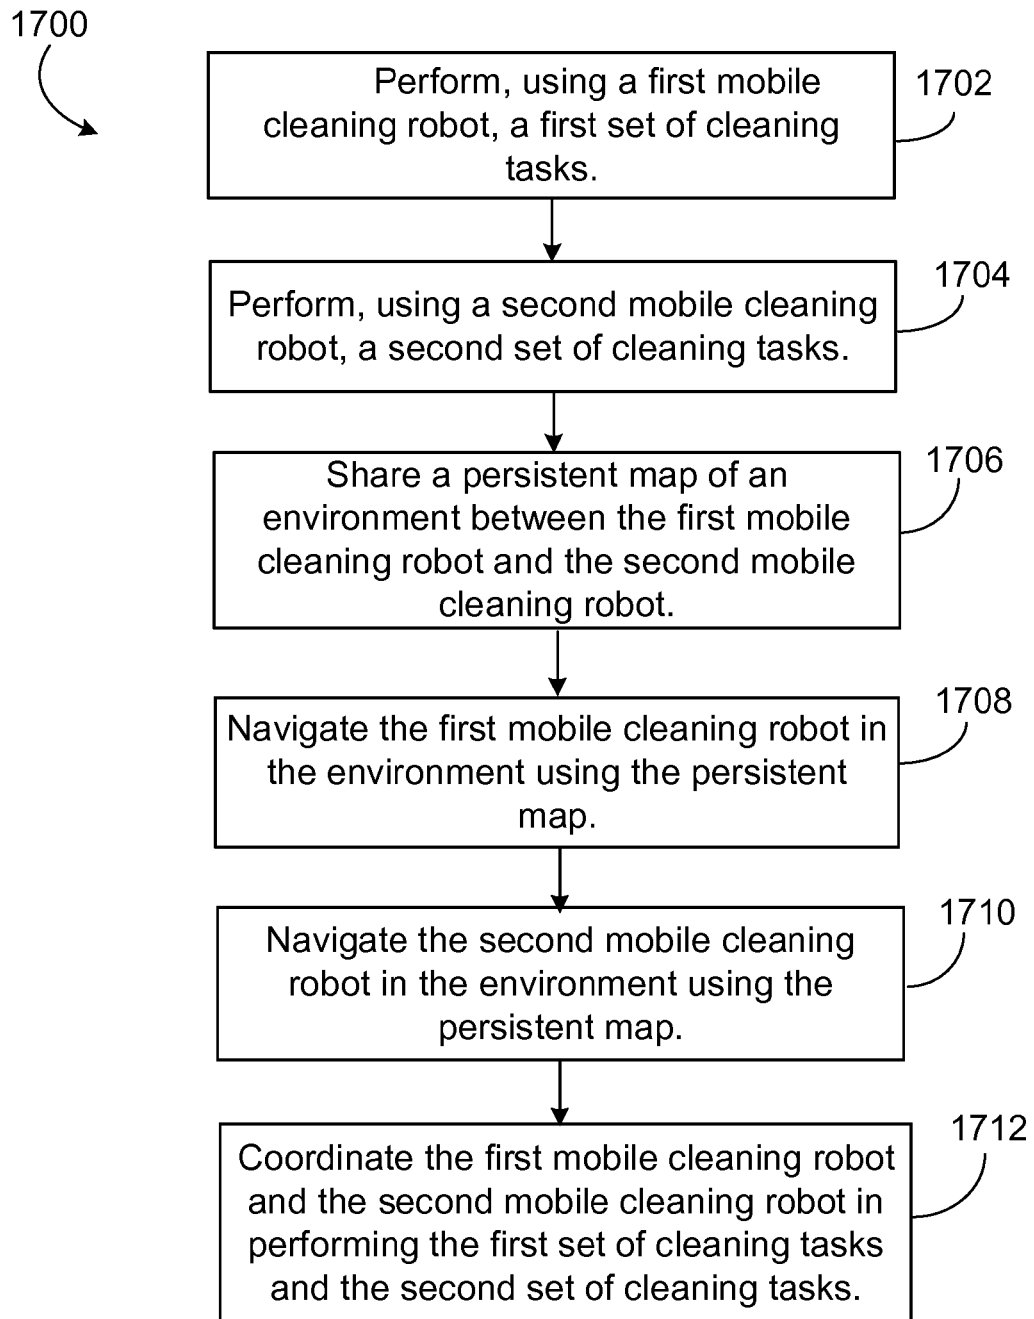 1700
Perform, using a first mobile
cleaning robot, a first set of cleaning
tasks.
1702
Perform, using a second mobile cleaning
robot, a second set of cleaning tasks.
1704
Share a persistent map of an
environment between the first mobile
cleaning robot and the second mobile
cleaning robot.
1706
Navigate the first mobile cleaning robot in
the environment using the persistent
map.
1708
Navigate the second mobile cleaning
robot in the environment using the
persistent map.
1710
Coordinate the first mobile cleaning robot
and the second mobile cleaning robot in
performing the first set of cleaning tasks
and the second set of cleaning tasks.
1712